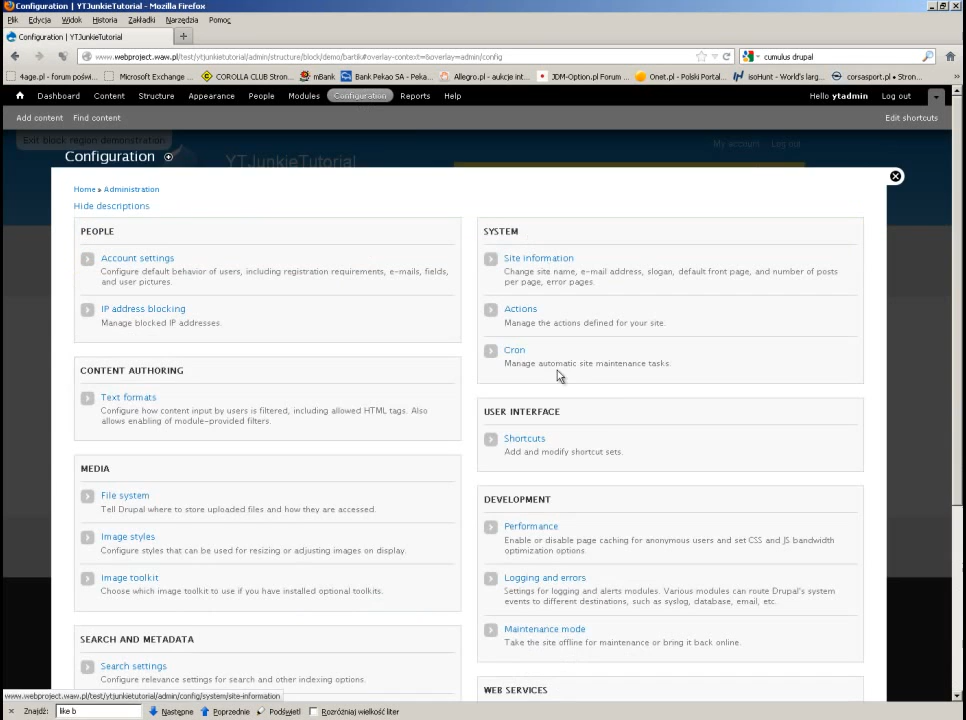 Configuration | YTJunkieTutorial - Mozilla Firefox
Plik Edycja Widok Historia Zakładki Narzędzia Pomoc
Configuration | YTJunkieTutorial
www.webproject.waw.pl/test/ytjunkietutorial/admin/structure/block/demo/bartik#overlay-context=&overlay=admin/config
cumulus drupal
4age.pl - forum pośw... Microsoft Exchange ... COROLLA CLUB Stron... mBank Bank Pekao SA - Peka... Allegro.pl - aukcje int... JDM-Option.pl Forum ... Onet.pl - Polski Portal... isoHunt - World's larg... corsasport.pl • Stron...
Dashboard Content Structure Appearance People Modules Configuration Reports Help
Hello ytadmin Log out
Add content Find content
Edit shortcuts
Exit block region demonstration
My account Log out
Configuration
YTJunkieTutorial
Home » Administration
Hide descriptions
PEOPLE
Account settings
Configure default behavior of users, including registration requirements, e-mails, fields,
and user pictures.
IP address blocking
Manage blocked IP addresses.
CONTENT AUTHORING
Text formats
Configure how content input by users is filtered, including allowed HTML tags. Also
allows enabling of module-provided filters.
MEDIA
File system
Tell Drupal where to store uploaded files and how they are accessed.
Image styles
Configure styles that can be used for resizing or adjusting images on display.
Image toolkit
Choose which image toolkit to use if you have installed optional toolkits.
SEARCH AND METADATA
Search settings
Configure relevance settings for search and other indexing options.
SYSTEM
Site information
Change site name, e-mail address, slogan, default front page, and number of posts
per page, error pages.
Actions
Manage the actions defined for your site.
Cron
Manage automatic site maintenance tasks.
USER INTERFACE
Shortcuts
Add and modify shortcut sets.
DEVELOPMENT
Performance
Enable or disable page caching for anonymous users and set CSS and JS bandwidth
optimization options.
Logging and errors
Settings for logging and alerts modules. Various modules can route Drupal's system
events to different destinations, such as syslog, database, email, etc.
Maintenance mode
Take the site offline for maintenance or bring it back online.
WEB SERVICES
www.webproject.waw.pl/test/ytjunkietutorial/admin/config/system/site-information
Znajdź: like b Następne Poprzednie Podświetl Rozróżniaj wielkość liter